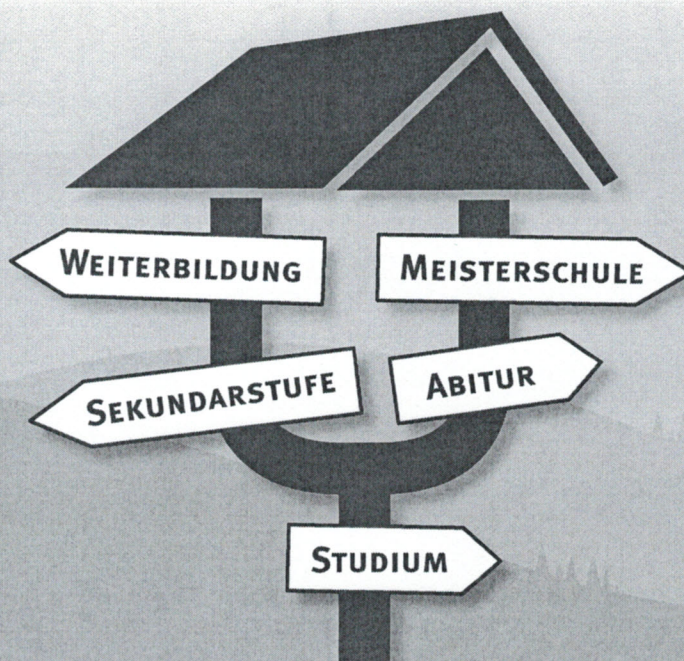 WEITERBILDUNG
MEISTERSCHULE
SEKUNDARSTUFE
ABITUR
STUDIUM